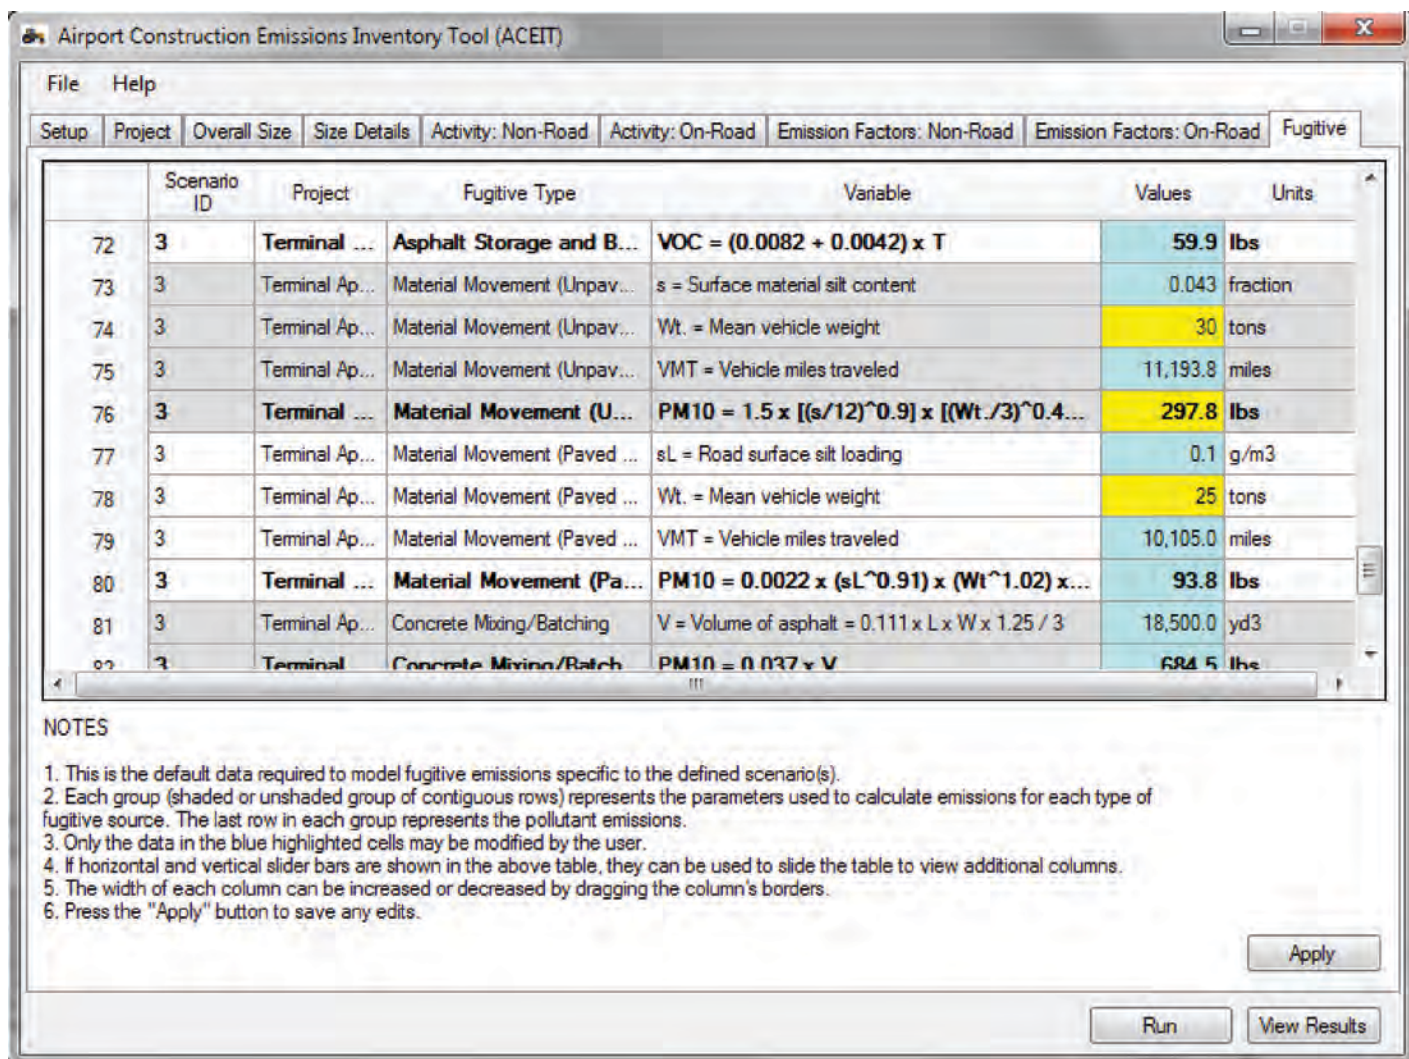 Airport Construction Emissions Inventory Tool (ACEIT)
File Help
Setup Project Overall Size Size Details Activity: Non-Road Activity: On-Road Emission Factors: Non-Road Emission Factors: On-Road Fugitive
Scenario ID Project Fugitive Type Variable Values Units
72 3 Terminal ... Asphalt Storage and B... VOC = (0.0082 + 0.0042) x T 59.9 lbs
73 3 Terminal Ap... Material Movement (Unpav... s = Surface material silt content 0.043 fraction
74 3 Terminal Ap... Material Movement (Unpav... Wt. = Mean vehicle weight 30 tons
75 3 Terminal Ap... Material Movement (Unpav... VMT = Vehicle miles traveled 11,193.8 miles
76 3 Terminal ... Material Movement (U... PM10 = 1.5 x [(s/12)^0.9] x [(Wt./3)^0.4... 297.8 lbs
77 3 Terminal Ap... Material Movement (Paved ... sL = Road surface silt loading 0.1 g/m3
78 3 Terminal Ap... Material Movement (Paved ... Wt. = Mean vehicle weight 25 tons
79 3 Terminal Ap... Material Movement (Paved ... VMT = Vehicle miles traveled 10,105.0 miles
80 3 Terminal ... Material Movement (Pa... PM10 = 0.0022 x (sL^0.91) x (Wt^1.02) x... 93.8 lbs
81 3 Terminal Ap... Concrete Mixing/Batching V = Volume of asphalt = 0.111 x L x W x 1.25 / 3 18,500.0 yd3
82 3 Terminal Concrete Mixing/Batch PM10 = 0.037 x V 684.5 lbs
NOTES
1. This is the default data required to model fugitive emissions specific to the defined scenario(s).
2. Each group (shaded or unshaded group of contiguous rows) represents the parameters used to calculate emissions for each type of
fugitive source. The last row in each group represents the pollutant emissions.
3. Only the data in the blue highlighted cells may be modified by the user.
4. If horizontal and vertical slider bars are shown in the above table, they can be used to slide the table to view additional columns.
5. The width of each column can be increased or decreased by dragging the column's borders.
6. Press the "Apply" button to save any edits.
Apply
Run View Results